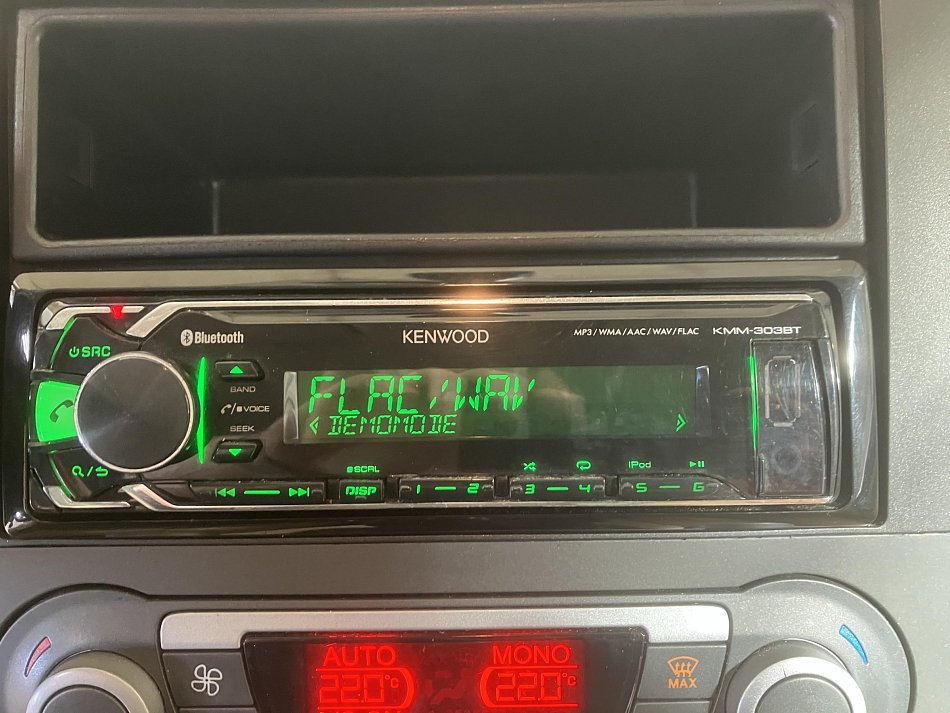 Bluetooth KENWOOD MP3/WMA/AAC/WAV/FLAC KMM-303BT
SRC
BAND
VOICE
SEEK
FLAC/WAV
DEMOMODE
SCRL iPod
DISP 1 2 3 4 5 6
AUTO MONO
22.0°C 22.0°C
MAX